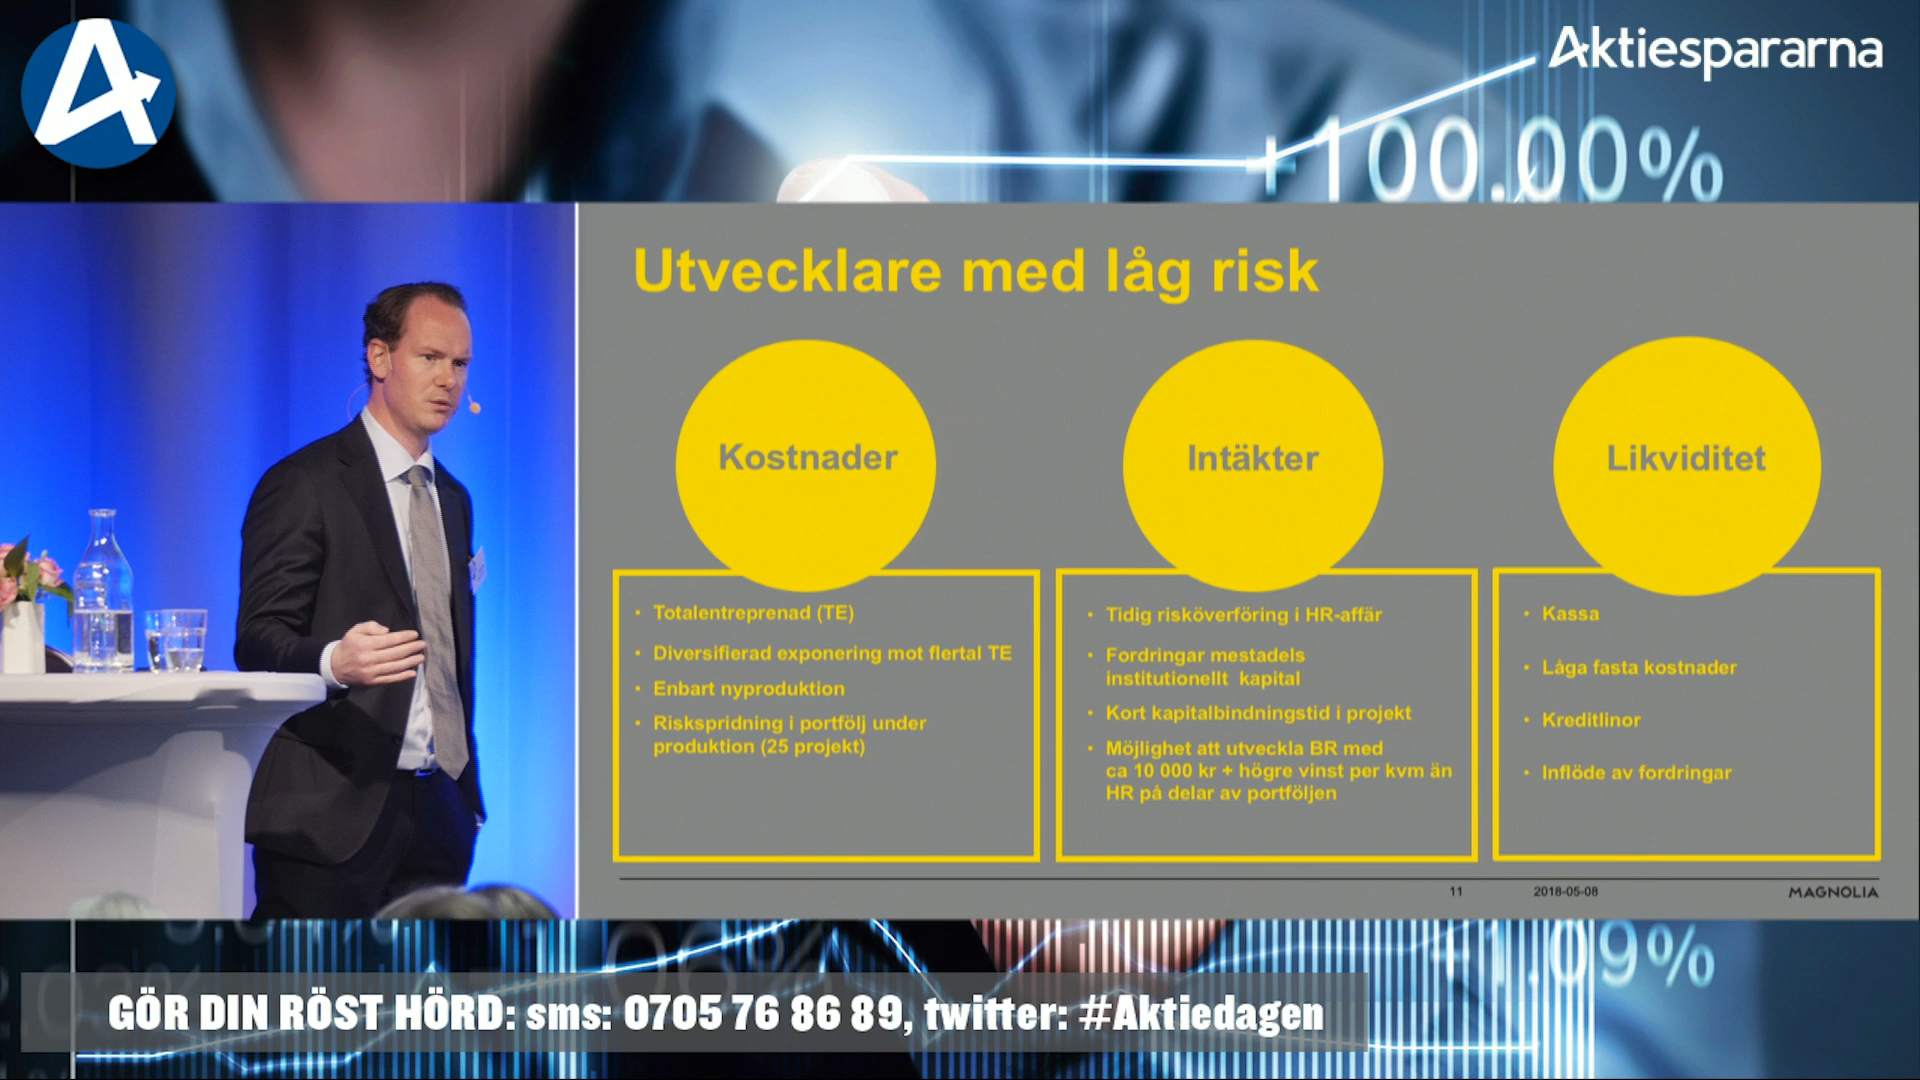 Aktiespararna
+100.00%
Utvecklare med låg risk
Kostnader
Intäkter
Likviditet
• Totalentreprenad (TE)
• Diversifierad exponering mot flertal TE
• Enbart nyproduktion
• Riskspridning i portfölj under
produktion (25 projekt)
• Tidig risköverföring i HR-affär
• Fordringar mestadels
institutionellt kapital
• Kort kapitalbindningstid i projekt
• Möjlighet att utveckla BR med
ca 10 000 kr + högre vinst per kvm än
HR på delar av portföljen
• Kassa
• Låga fasta kostnader
• Kreditlinor
• Inflöde av fordringar
11
2018-05-08
MAGNOLIA
GÖR DIN RÖST HÖRD: sms: 0705 76 86 89, twitter: #Aktiedagen